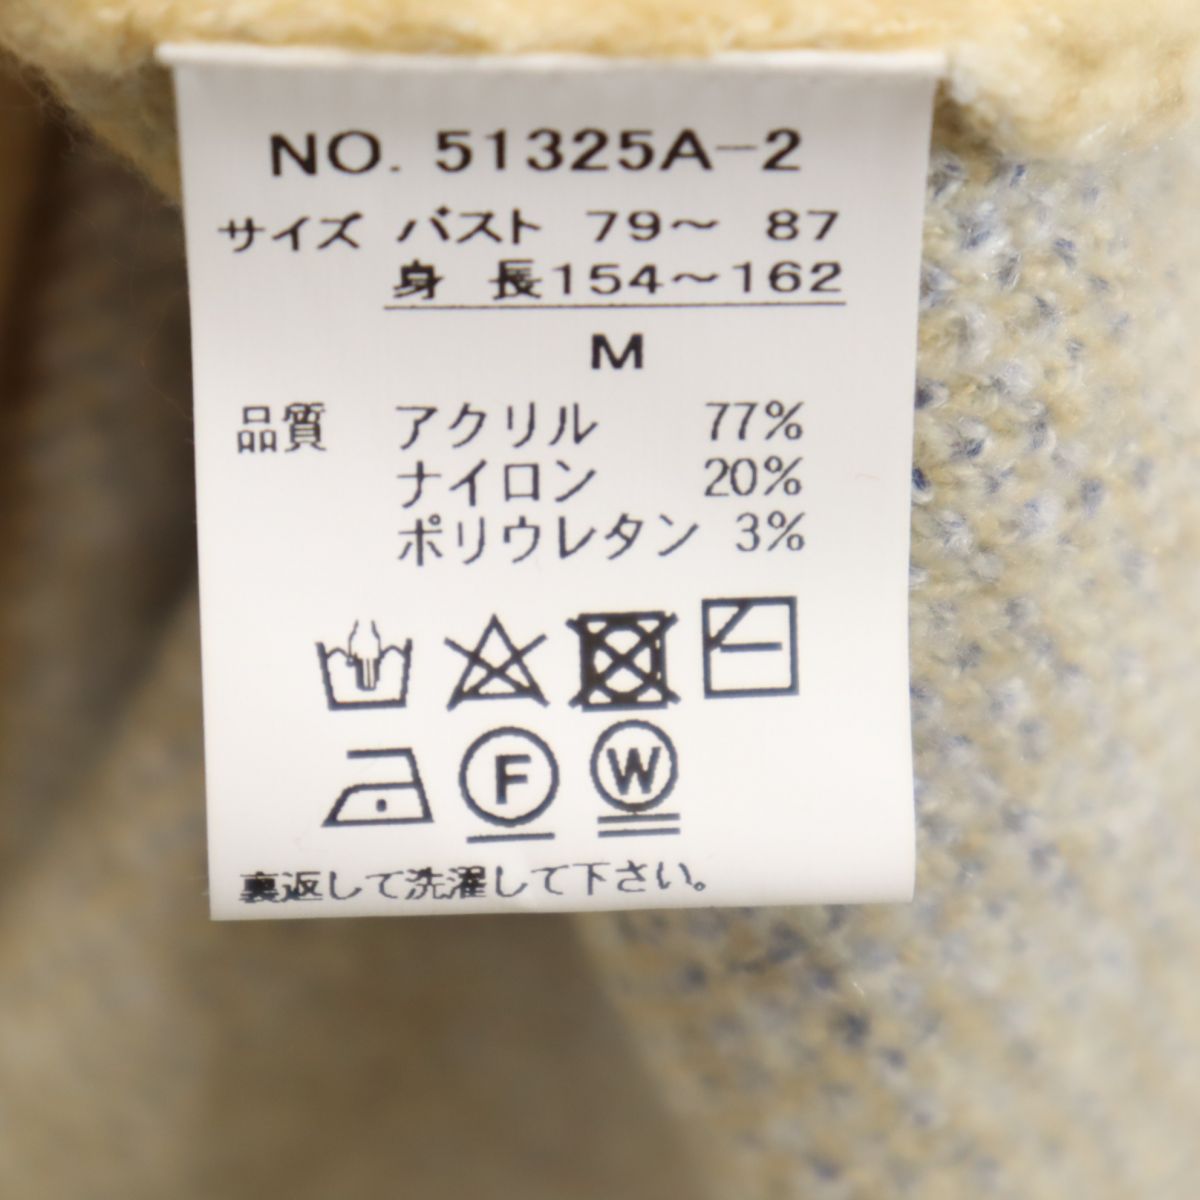 NO. 51325A-2
サイズ バスト 79～ 87
身 長154～162
M
品質 アクリル 77%
ナイロン 20%
ポリウレタン 3%
F W
裏返して洗濯して下さい。